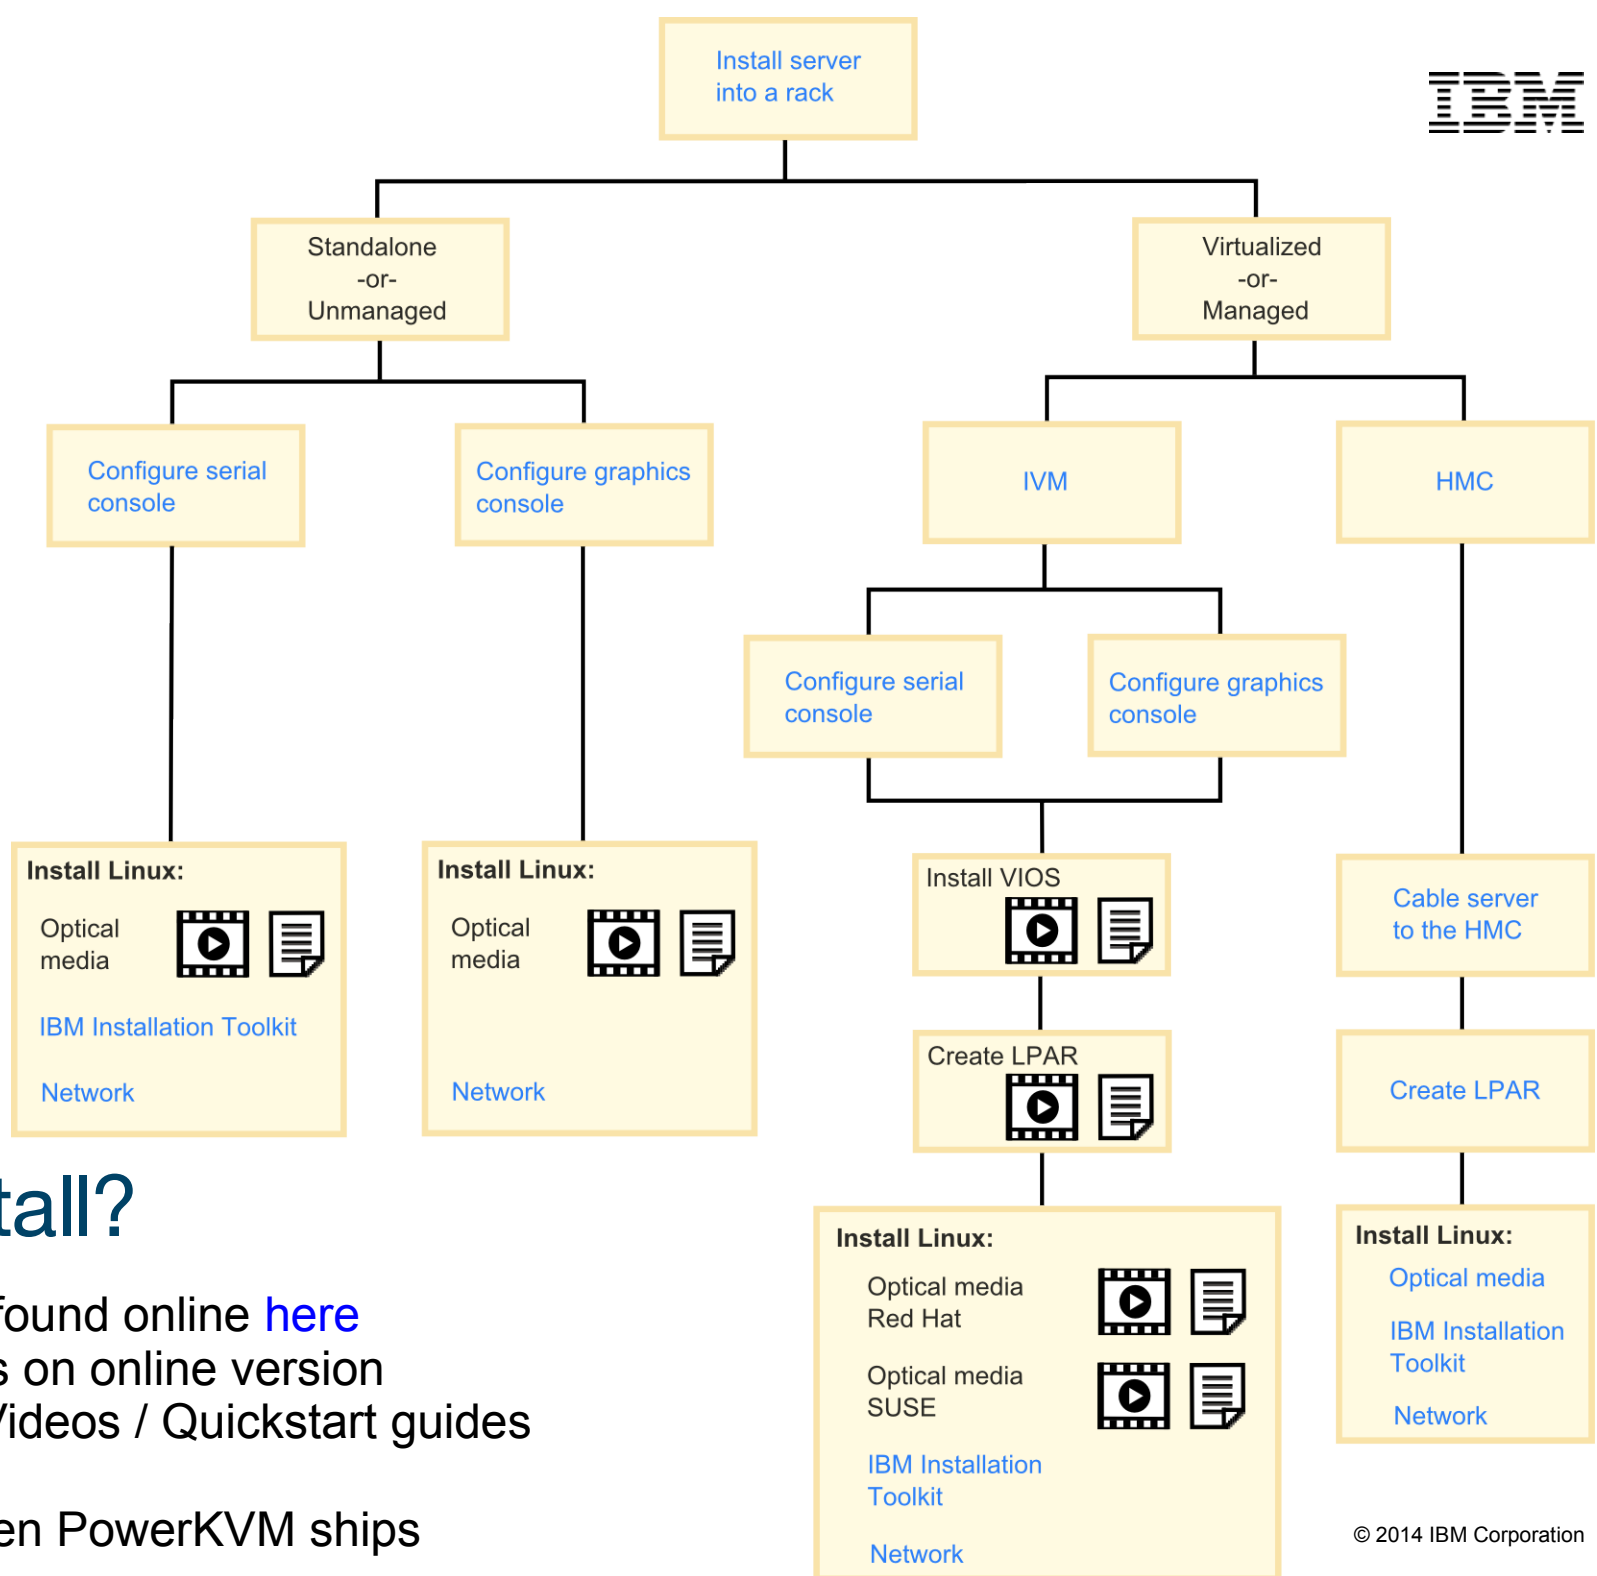 Install server
into a rack
IBM
Standalone
-or-
Unmanaged
Virtualized
-or-
Managed
Configure serial
console
Configure graphics
console
IVM
HMC
Configure serial
console
Configure graphics
console
Install Linux:
Optical
media
IBM Installation Toolkit
Network
Install Linux:
Optical
media
Network
Install VIOS
Create LPAR
Cable server
to the HMC
Create LPAR
Install Linux:
Optical media
Red Hat
Optical media
SUSE
IBM Installation
Toolkit
Network
Install Linux:
Optical media
IBM Installation
Toolkit
Network
tall?
found online here
s on online version
Videos / Quickstart guides
en PowerKVM ships
© 2014 IBM Corporation